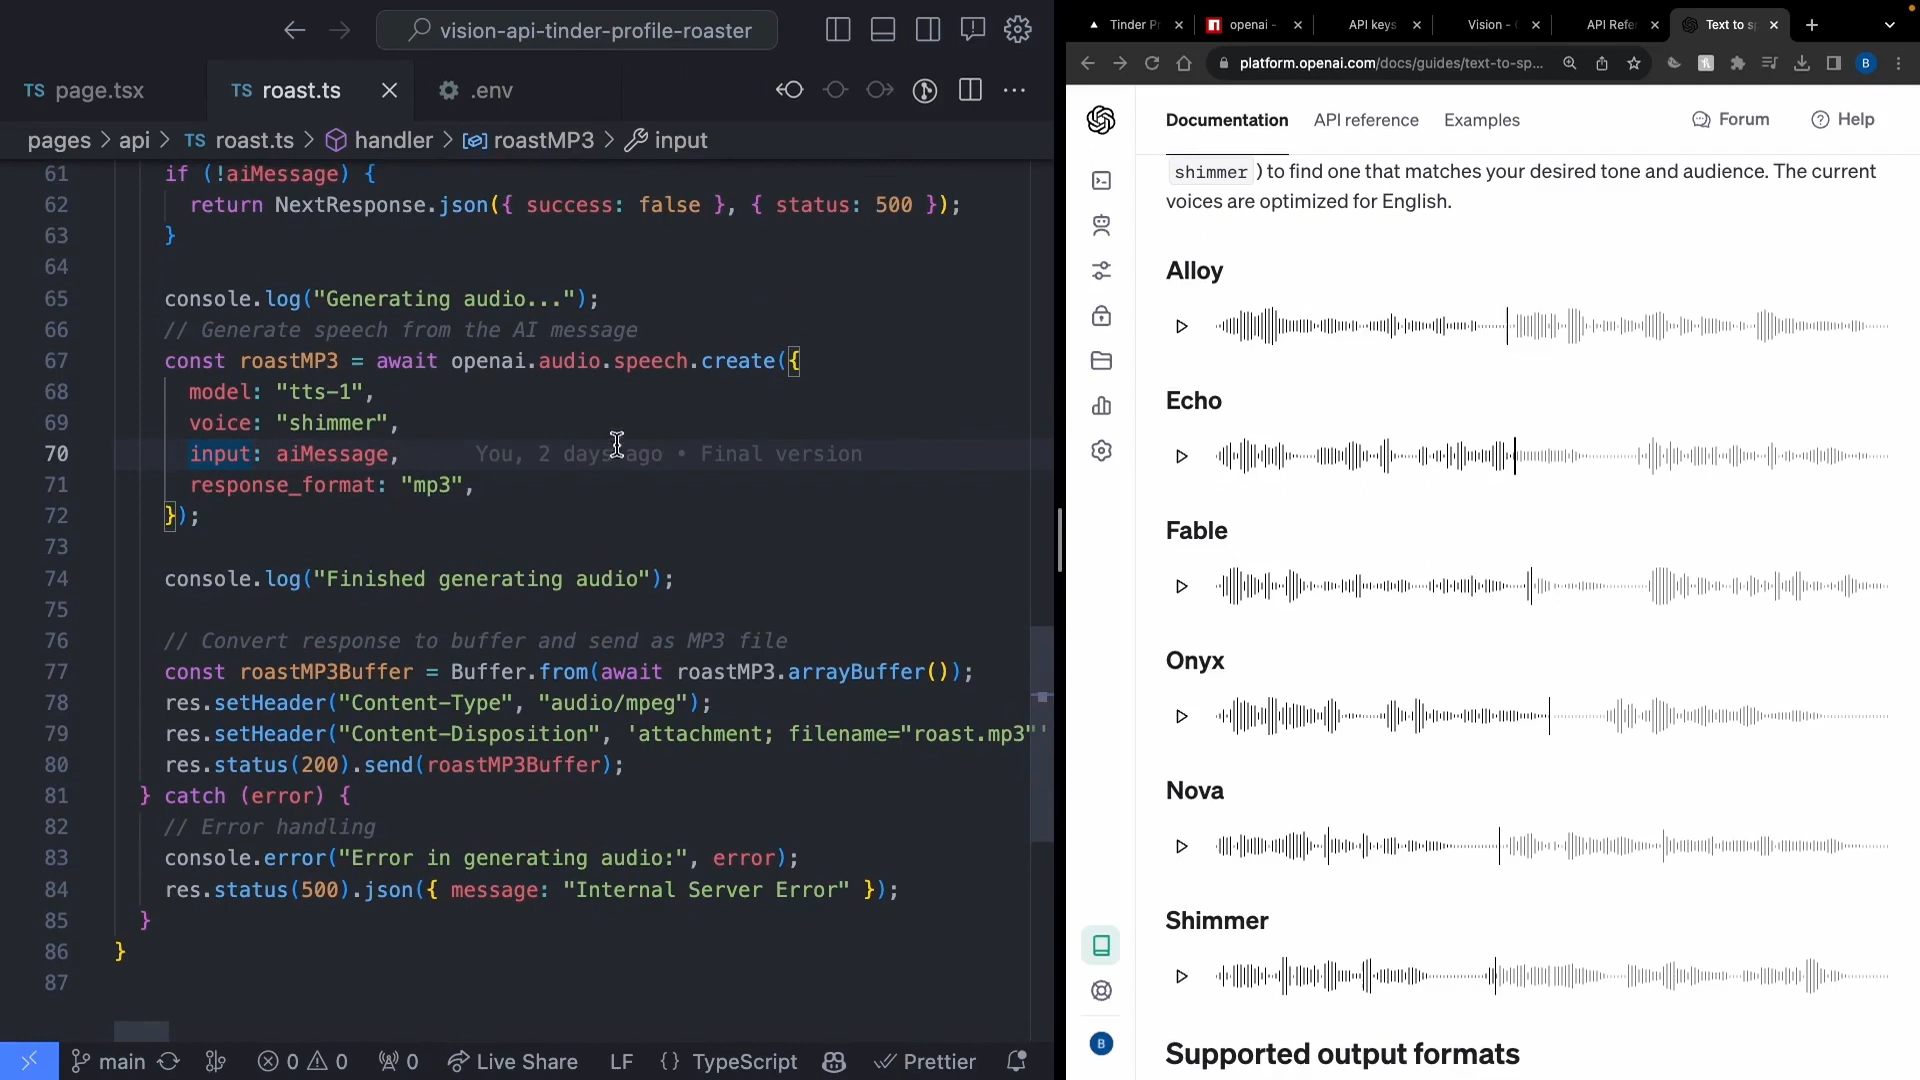 vision-api-tinder-profile-roaster
TS page.tsx
TS roast.ts
.env
pages > api > TS roast.ts > handler > roastMP3 > input
61 if (!aiMessage) {
62 return NextResponse.json({ success: false }, { status: 500 });
63 }
64
65 console.log("Generating audio...");
66 // Generate speech from the AI message
67 const roastMP3 = await openai.audio.speech.create({
68 model: "tts-1",
69 voice: "shimmer",
70 input: aiMessage, You, 2 days ago • Final version
71 response_format: "mp3",
72 });
73
74 console.log("Finished generating audio");
75
76 // Convert response to buffer and send as MP3 file
77 const roastMP3Buffer = Buffer.from(await roastMP3.arrayBuffer());
78 res.setHeader("Content-Type", "audio/mpeg");
79 res.setHeader("Content-Disposition", 'attachment; filename="roast.mp3"'
80 res.status(200).send(roastMP3Buffer);
81 } catch (error) {
82 // Error handling
83 console.error("Error in generating audio:", error);
84 res.status(500).json({ message: "Internal Server Error" });
85 }
86 }
87
main 0 0 0 Live Share LF {} TypeScript Prettier
Tinder P
openai -
API keys
Vision -
API Refe
Text to s
platform.openai.com/docs/guides/text-to-sp...
B
Documentation API reference Examples Forum Help
shimmer ) to find one that matches your desired tone and audience. The current
voices are optimized for English.
Alloy
Echo
Fable
Onyx
Nova
Shimmer
B
Supported output formats